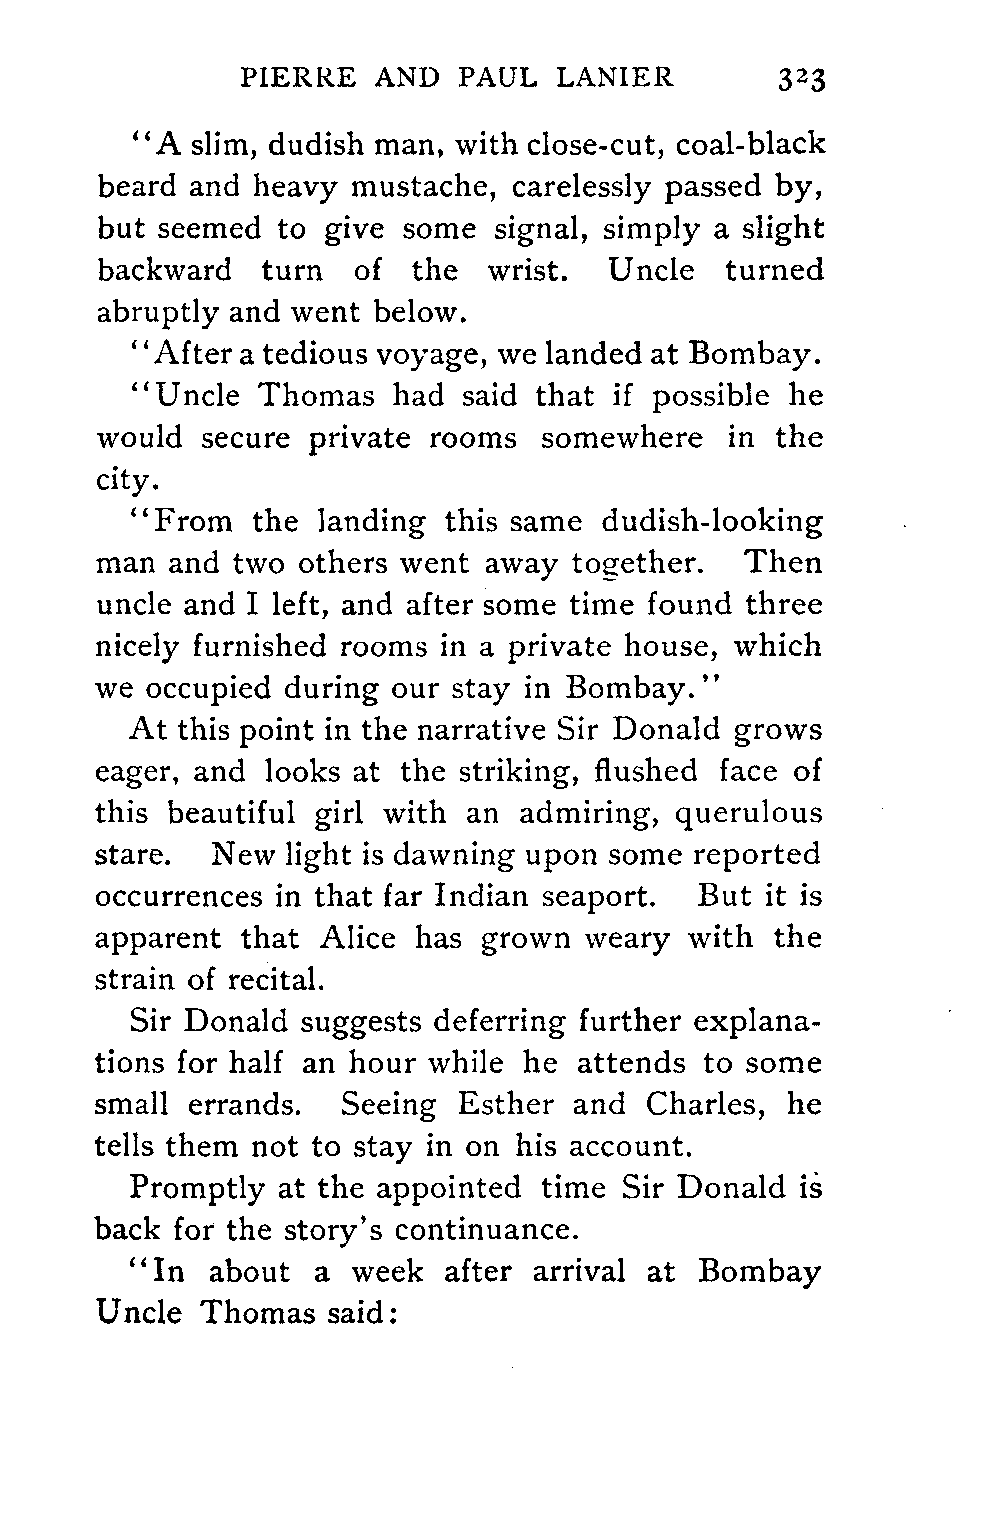 PIERRE AND PAUL LANIER 323
"A slim, dudish man, with close-cut, coal-black
beard and heavy mustache, carelessly passed by,
but seemed to give some signal, simply a slight
backward turn of the wrist. Uncle turned
abruptly and went below.
"After a tedious voyage, we landed at Bombay.
"Uncle Thomas had said that if possible he
would secure private rooms somewhere in the
city.
"From the landing this same dudish-looking
man and two others went away together. Then
uncle and I left, and after some time found three
nicely furnished rooms in a private house, which
we occupied during our stay in Bombay."
At this point in the narrative Sir Donald grows
eager, and looks at the striking, flushed face of
this beautiful girl with an admiring, querulous
stare. New light is dawning upon some reported
occurrences in that far Indian seaport. But it is
apparent that Alice has grown weary with the
strain of recital.
Sir Donald suggests deferring further explana-
tions for half an hour while he attends to some
small errands. Seeing Esther and Charles, he
tells them not to stay in on his account.
Promptly at the appointed time Sir Donald is
back for the story's continuance.
"In about a week after arrival at Bombay
Uncle Thomas said: